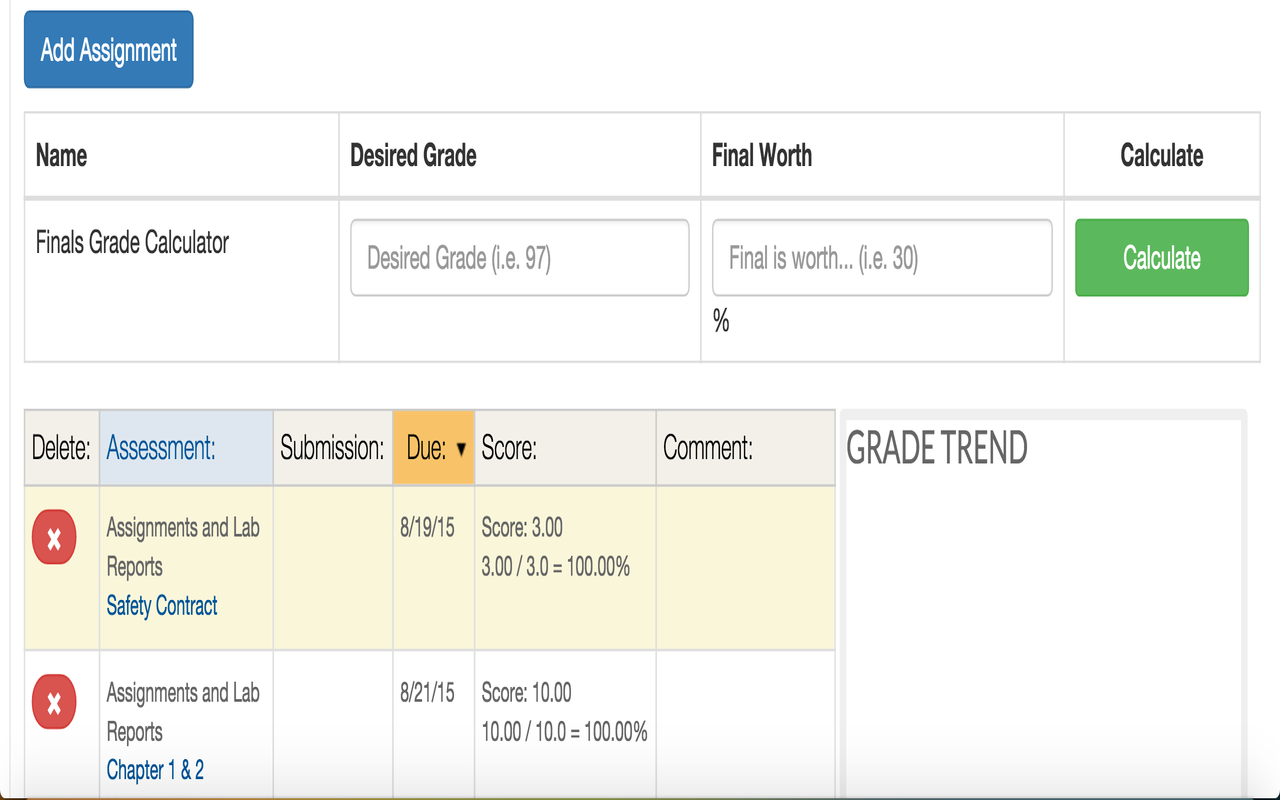 Add Assignment
Name Desired Grade Final Worth Calculate
Finals Grade Calculator Desired Grade (i.e. 97) Final is worth... (i.e. 30) Calculate
%
Delete: Assessment: Submission: Due: ▼ Score: Comment: GRADE TREND
Assignments and Lab 8/19/15 Score: 3.00
Reports 3.00 / 3.0 = 100.00%
Safety Contract
Assignments and Lab 8/21/15 Score: 10.00
Reports 10.00 / 10.0 = 100.00%
Chapter 1 & 2